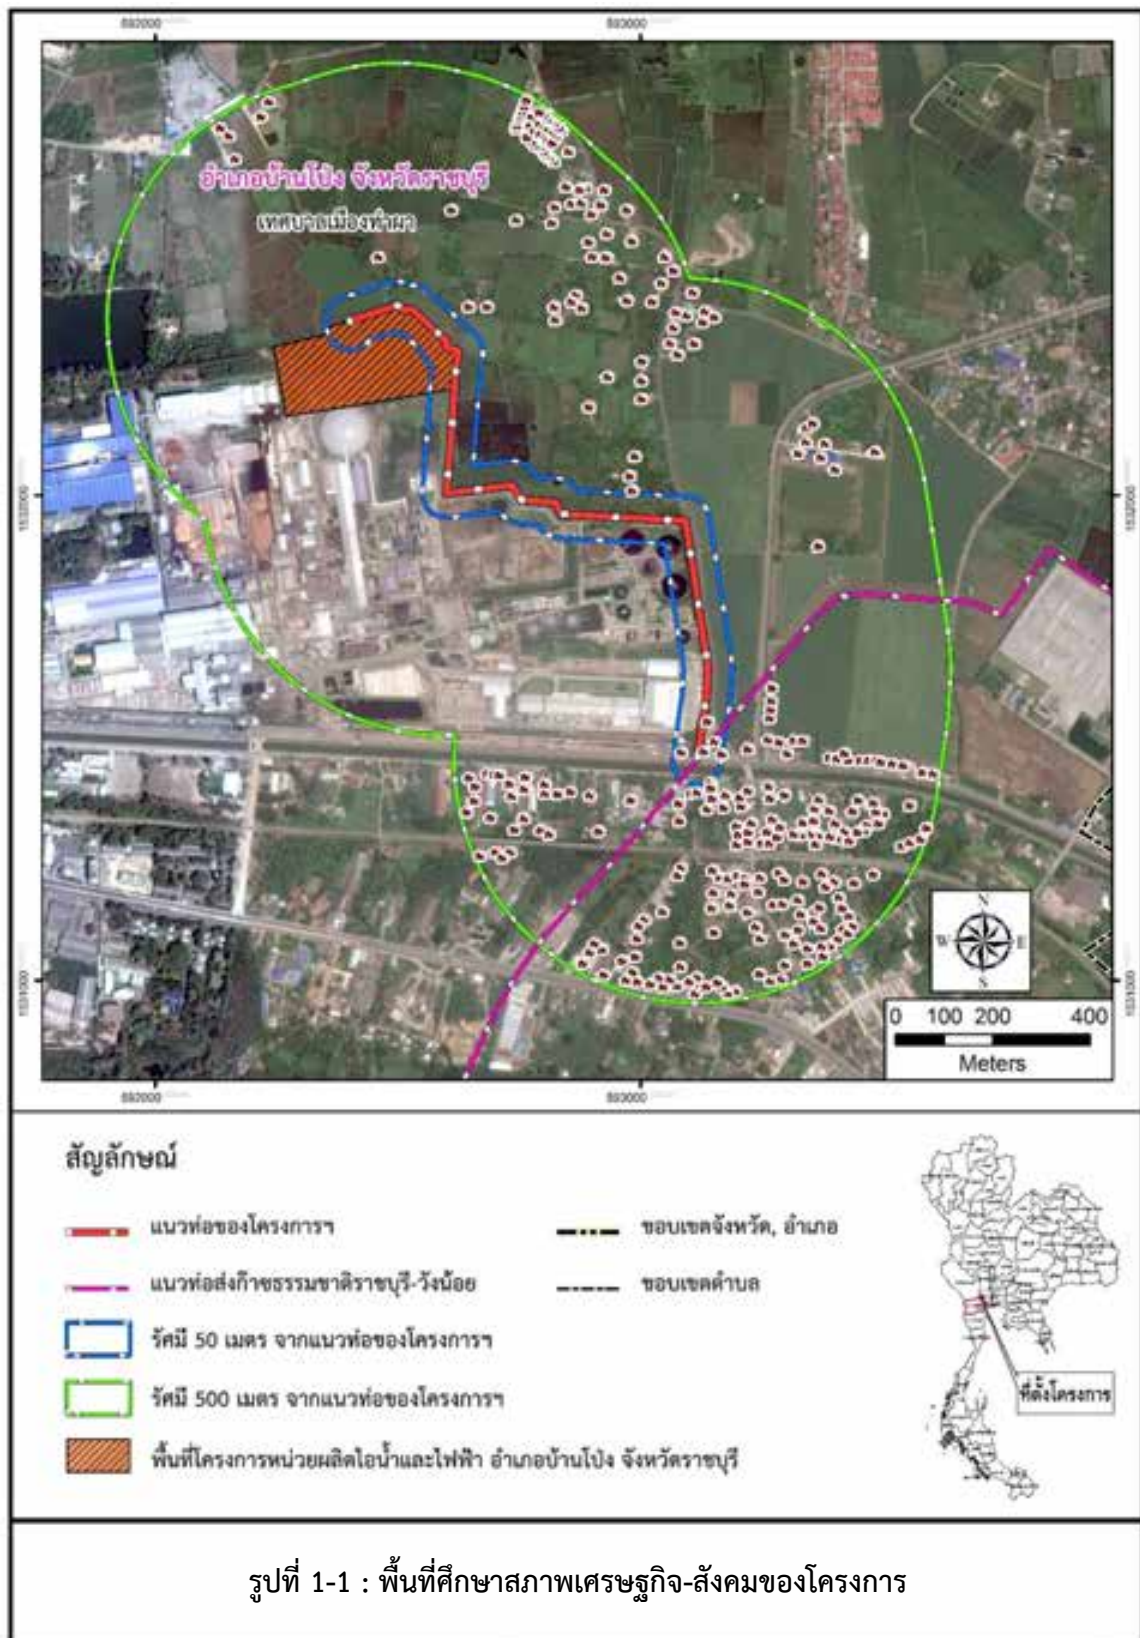 592000
593000
อำเภอบ้านโป่ง จังหวัดราชบุรี
เทศบาลเมืองท่าผา
1532000
1532000
1531000
1531000
N
W
E
S
0 100 200 400
Meters
592000
593000
สัญลักษณ์
แนวท่อของโครงการฯ
ขอบเขตจังหวัด, อำเภอ
แนวท่อส่งก๊าซธรรมชาติราชบุรี-วังน้อย
ขอบเขตตำบล
รัศมี 50 เมตร จากแนวท่อของโครงการฯ
รัศมี 500 เมตร จากแนวท่อของโครงการฯ
ที่ตั้งโครงการ
พื้นที่โครงการหน่วยผลิตไอน้ำและไฟฟ้า อำเภอบ้านโป่ง จังหวัดราชบุรี
รูปที่ 1-1 : พื้นที่ศึกษาสภาพเศรษฐกิจ-สังคมของโครงการ